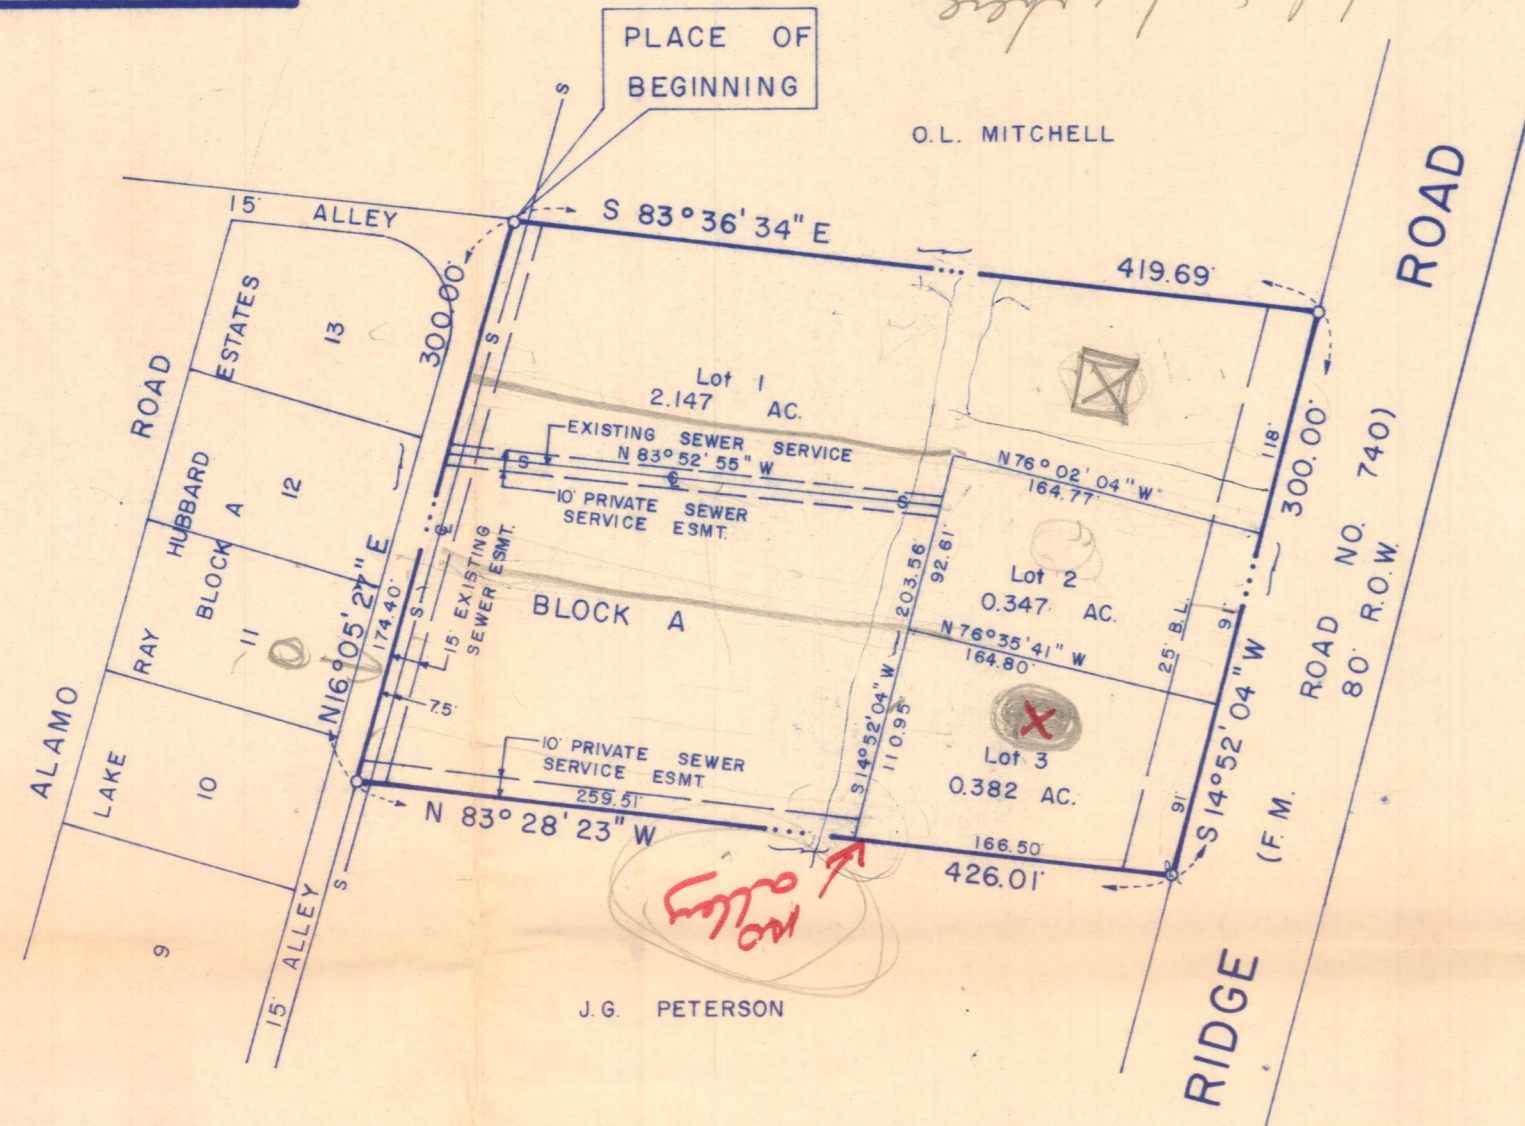 PLACE OF
BEGINNING
O.L. MITCHELL
15' ALLEY
S 83°36'34" E
419.69'
ROAD
300.00'
ESTATES
13
ROAD
Lot 1
2.147 AC.
EXISTING SEWER SERVICE
N 83°52'55" W
S
℄
10' PRIVATE SEWER
SERVICE ESMT.
N 76°02'04" W
164.77'
118'
300.00'
HUBBARD
A
12
BLOCK
RAY
11
N16°05'27" E
174.40'
15' EXISTING
SEWER ESMT.
7.5'
BLOCK A
203.56'
92.61'
Lot 2
0.347 AC.
N 76°35'41" W
164.80'
25' B.L.
91'
S 14°52'04" W
110.95'
Lot 3
0.382 AC.
X
91'
S 14°52'04" W
(F.M. ROAD NO. 740)
80' R.O.W.
ALAMO
LAKE
10
10' PRIVATE SEWER
SERVICE ESMT.
259.51'
N 83°28'23" W
166.50'
426.01'
no
alley
9
15' ALLEY
S
J.G. PETERSON
RIDGE